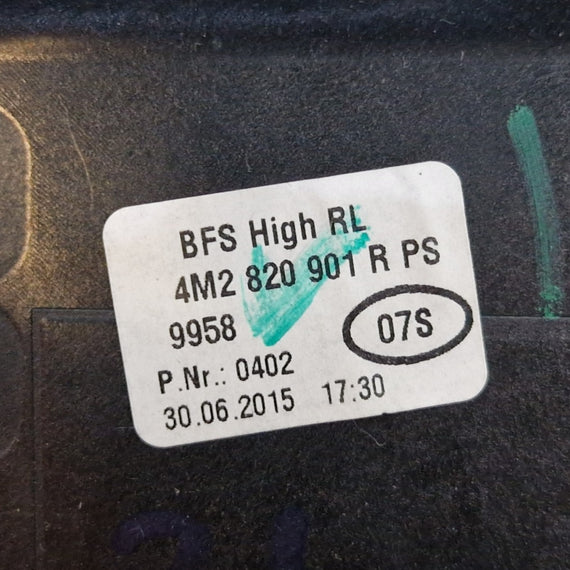 BFS High RL
4M2 820 901 R PS
9958
07S
P.Nr.: 0402
30.06.2015 17:30